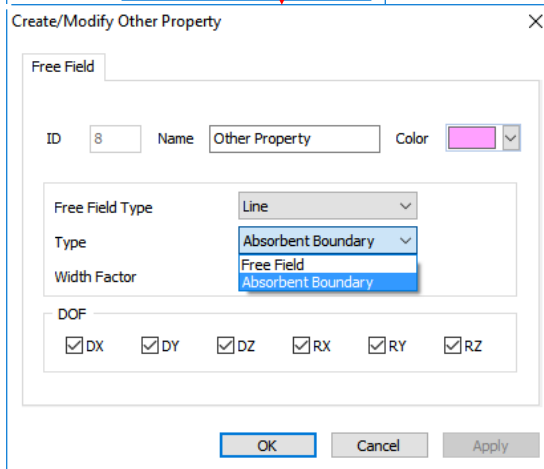 Create/Modify Other Property
Free Field
ID 8 Name Other Property Color
Free Field Type Line
Type Absorbent Boundary
Free Field
Width Factor
Absorbent Boundary
DOF
DX DY DZ RX RY RZ
OK Cancel Apply